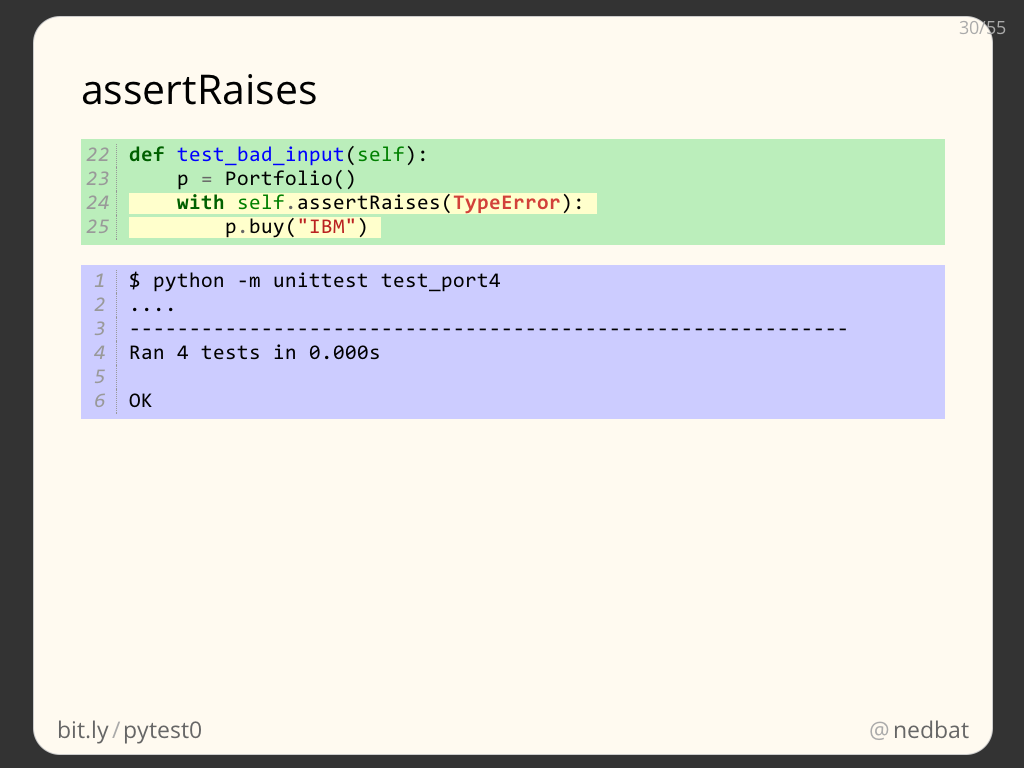 30/55
assertRaises
22 def test_bad_input(self):
23     p = Portfolio()
24     with self.assertRaises(TypeError):
25         p.buy("IBM")
1 $ python -m unittest test_port4
2 ....
3 ------------------------------------------------------------
4 Ran 4 tests in 0.000s
5
6 OK
bit.ly/pytest0
@nedbat